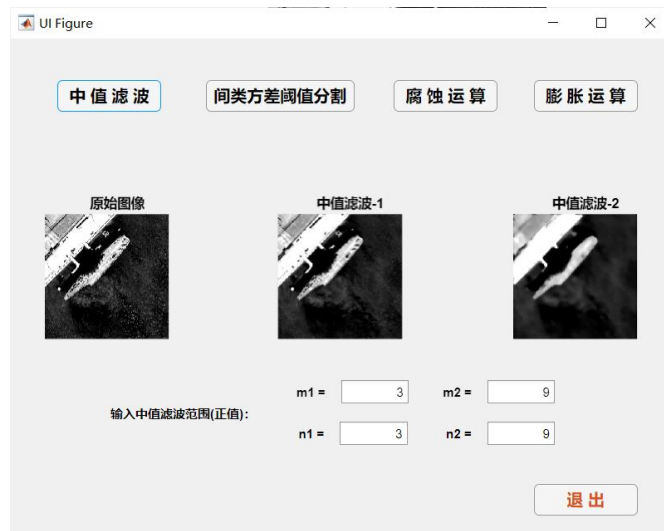 UI Figure
中值滤波 间类方差阈值分割 腐蚀运算 膨胀运算
原始图像 中值滤波-1 中值滤波-2
m1 = 3 m2 = 9
输入中值滤波范围(正值):
n1 = 3 n2 = 9
退出